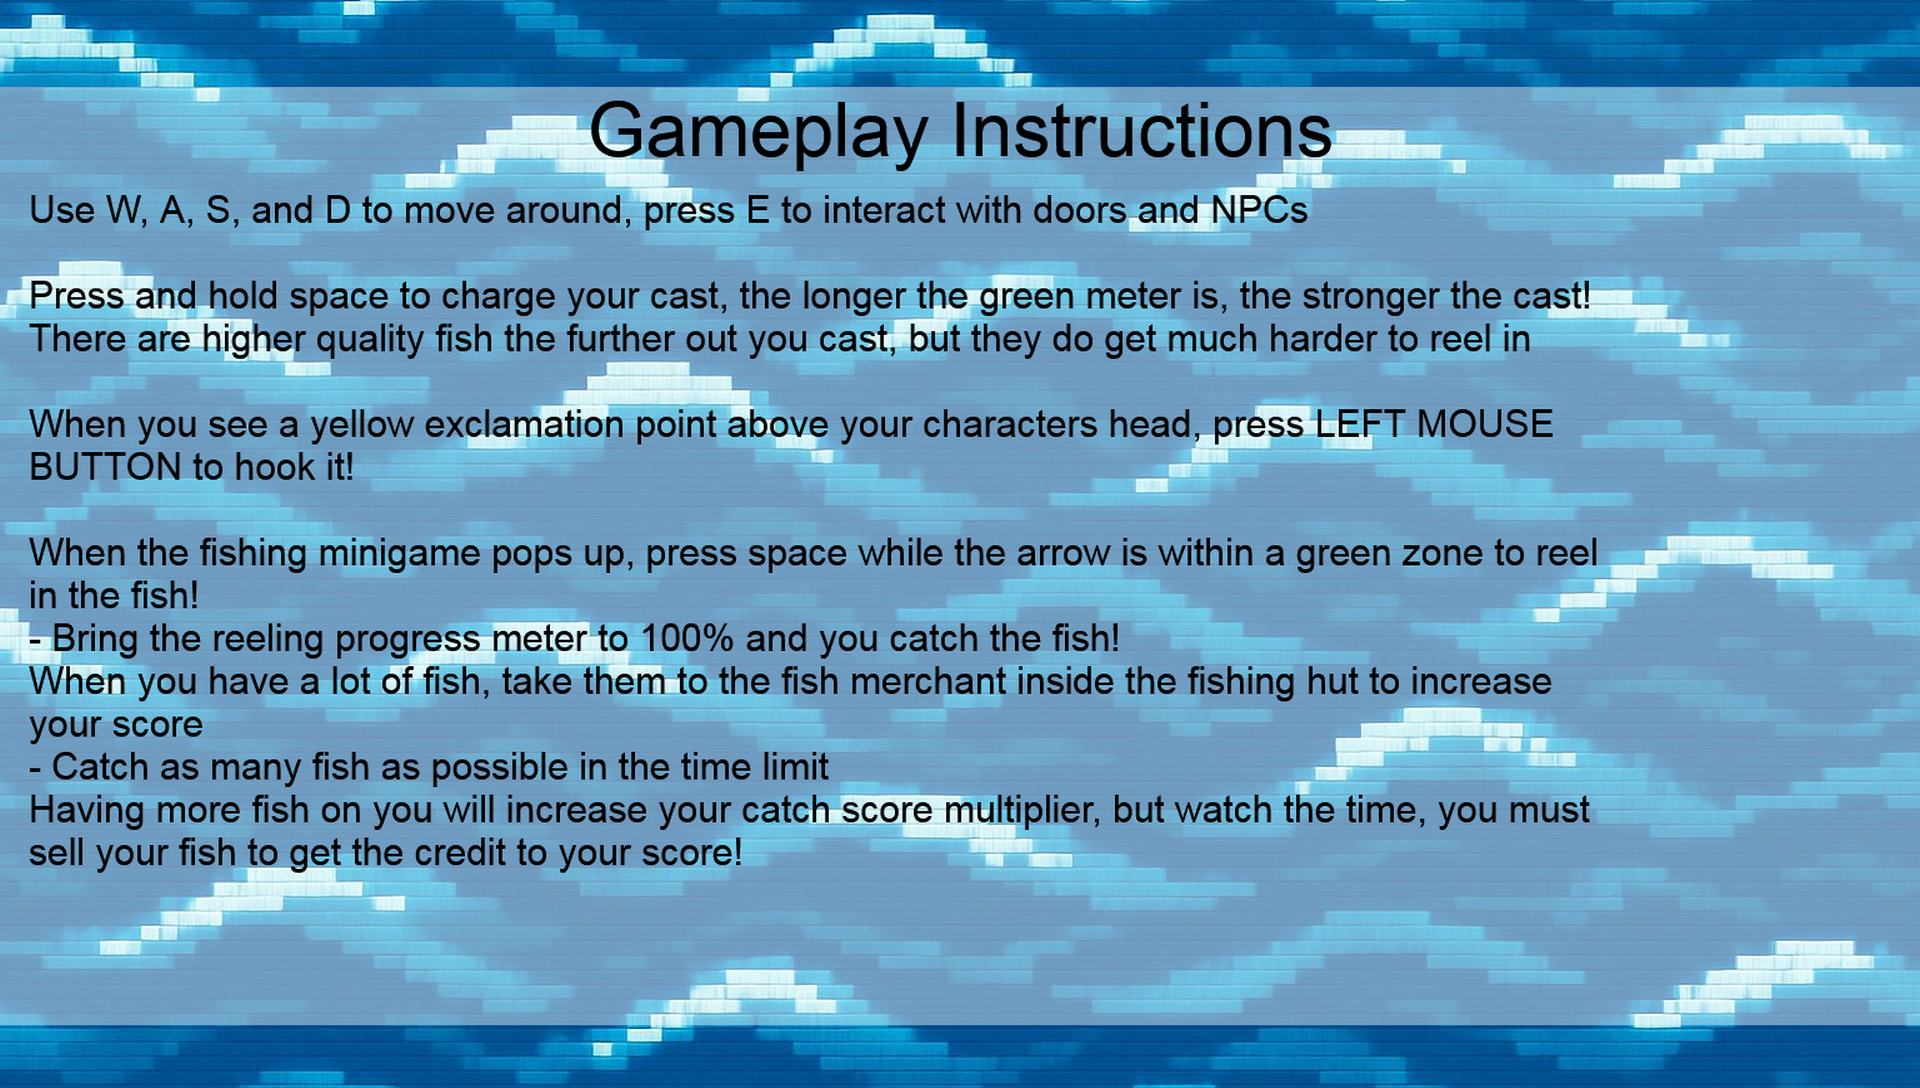 Gameplay Instructions
Use W, A, S, and D to move around, press E to interact with doors and NPCs
Press and hold space to charge your cast, the longer the green meter is, the stronger the cast!
There are higher quality fish the further out you cast, but they do get much harder to reel in
When you see a yellow exclamation point above your characters head, press LEFT MOUSE
BUTTON to hook it!
When the fishing minigame pops up, press space while the arrow is within a green zone to reel
in the fish!
- Bring the reeling progress meter to 100% and you catch the fish!
When you have a lot of fish, take them to the fish merchant inside the fishing hut to increase
your score
- Catch as many fish as possible in the time limit
Having more fish on you will increase your catch score multiplier, but watch the time, you must
sell your fish to get the credit to your score!